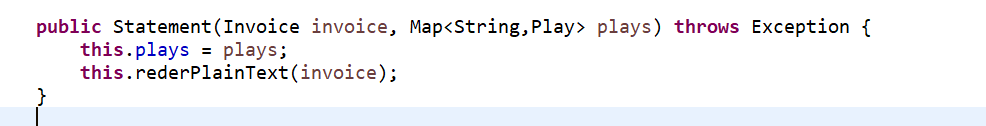 public Statement(Invoice invoice, Map<String,Play> plays) throws Exception {
    this.plays = plays;
    this.rederPlainText(invoice);
}